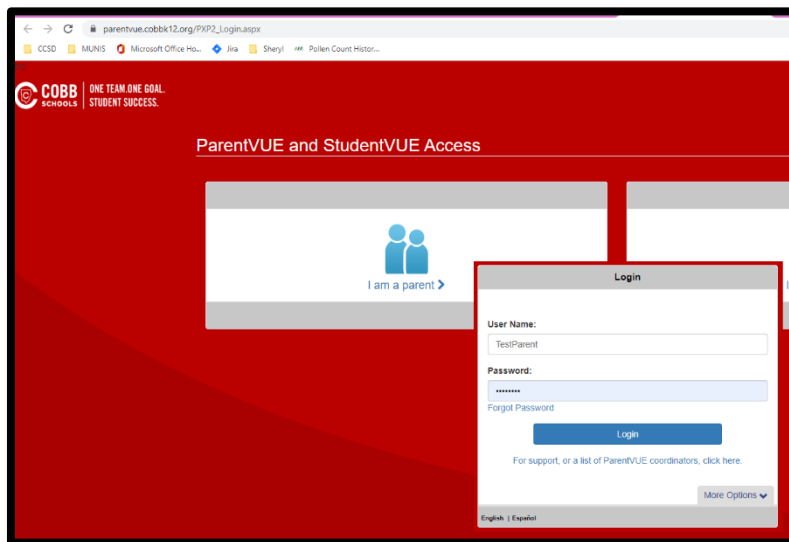 parentvue.cobbk12.org/PXP2_Login.aspx
CCSD MUNIS Microsoft Office Ho... Jira Sheryl Pollen Count Histor...
COBB SCHOOLS ONE TEAM.ONE GOAL.
STUDENT SUCCESS.
ParentVUE and StudentVUE Access
I am a parent
Login
User Name:
TestParent
Password:
••••••••
Forgot Password
Login
For support, or a list of ParentVUE coordinators, click here.
More Options
English | Español